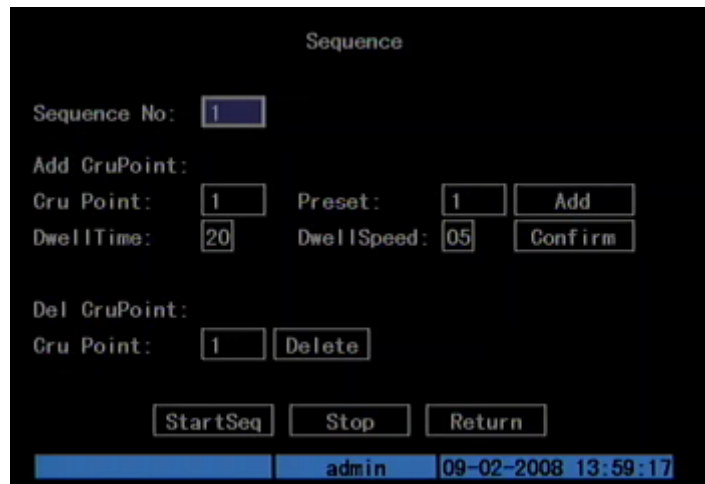 Sequence
Sequence No: 1
Add CruPoint:
Cru Point: 1 Preset: 1 Add
DwellTime: 20 DwellSpeed: 05 Confirm
Del CruPoint:
Cru Point: 1 Delete
StartSeq Stop Return
admin 09-02-2008 13:59:17